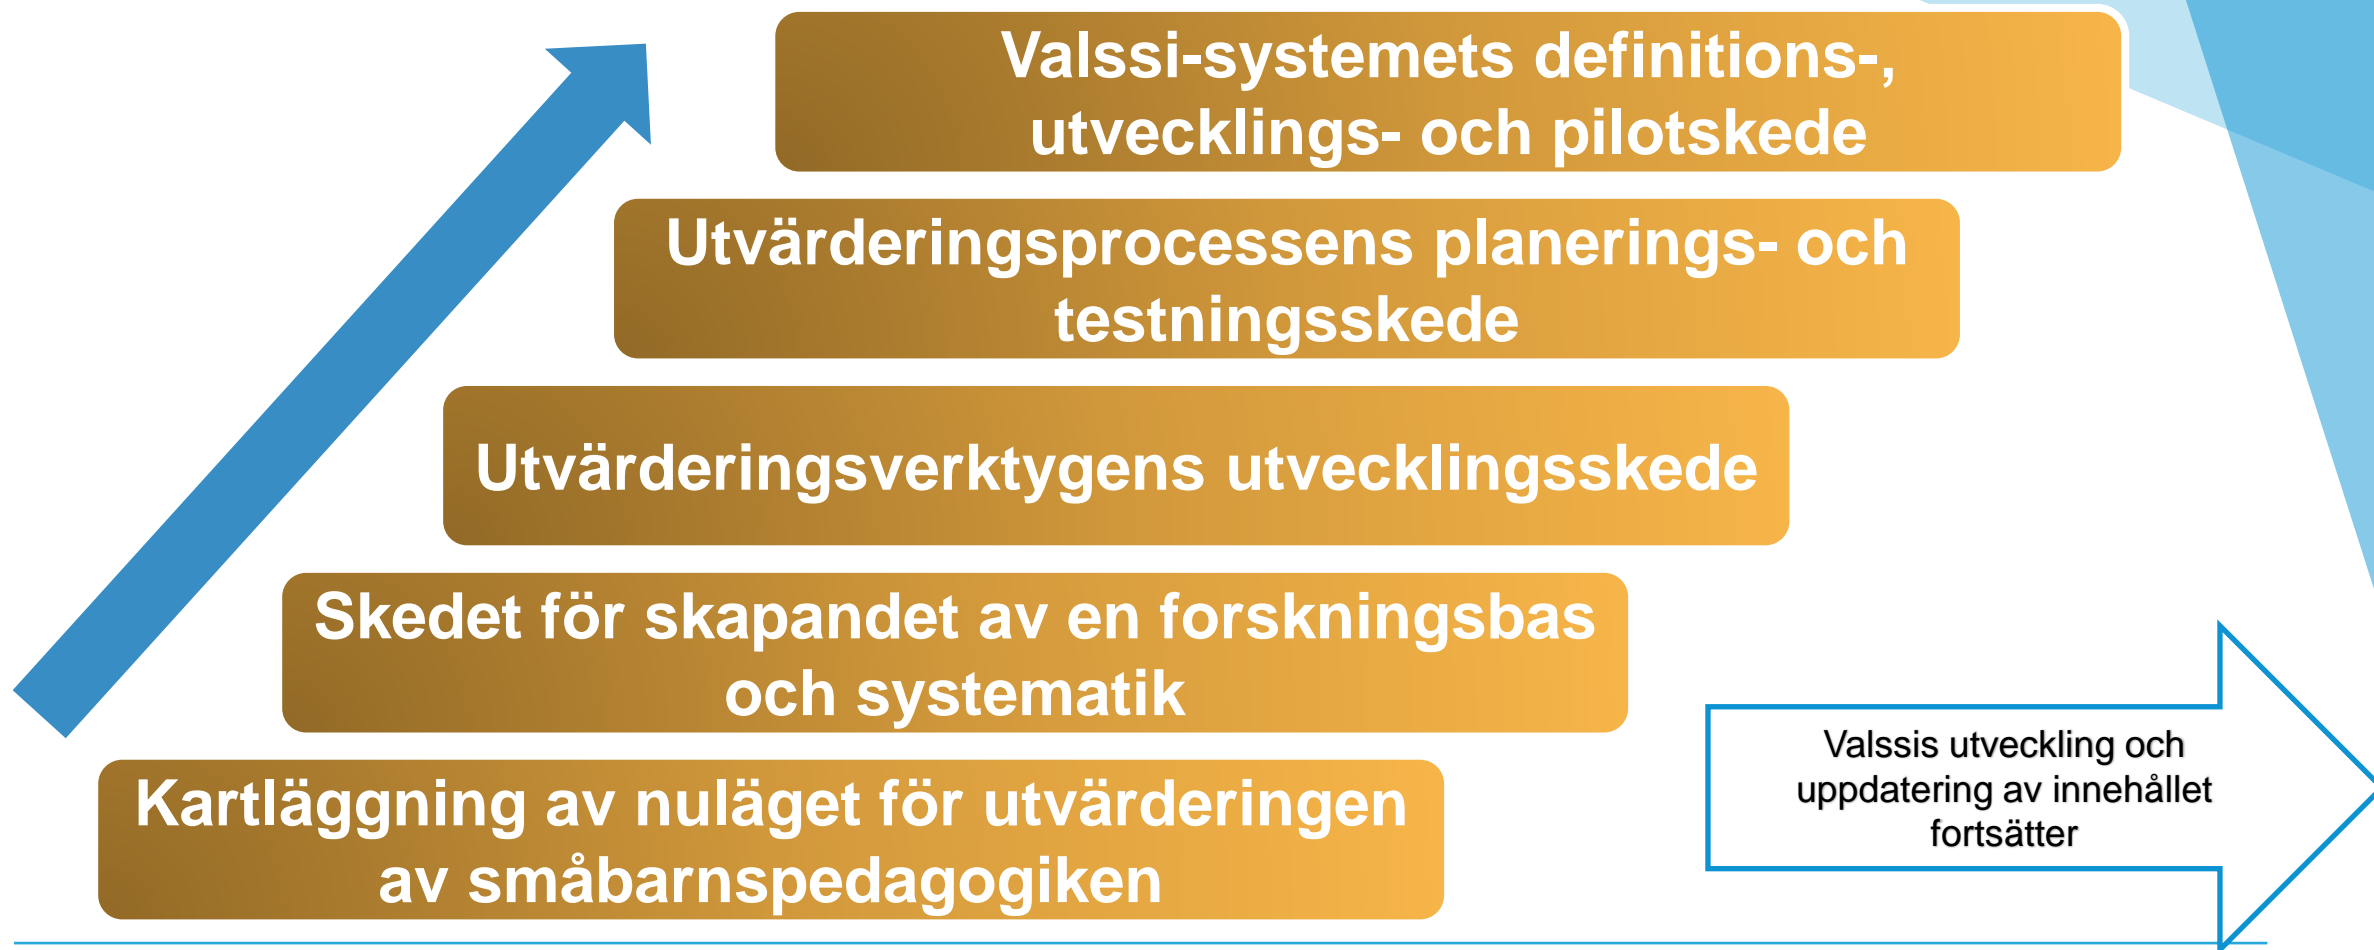 Valssi-systemets definitions-,
utvecklings- och pilotskede
Utvärderingsprocessens planerings- och
testningsskede
Utvärderingsverktygens utvecklingsskede
Skedet för skapandet av en forskningsbas
och systematik
Kartläggning av nuläget för utvärderingen
av småbarnspedagogiken
Valssis utveckling och
uppdatering av innehållet
fortsätter